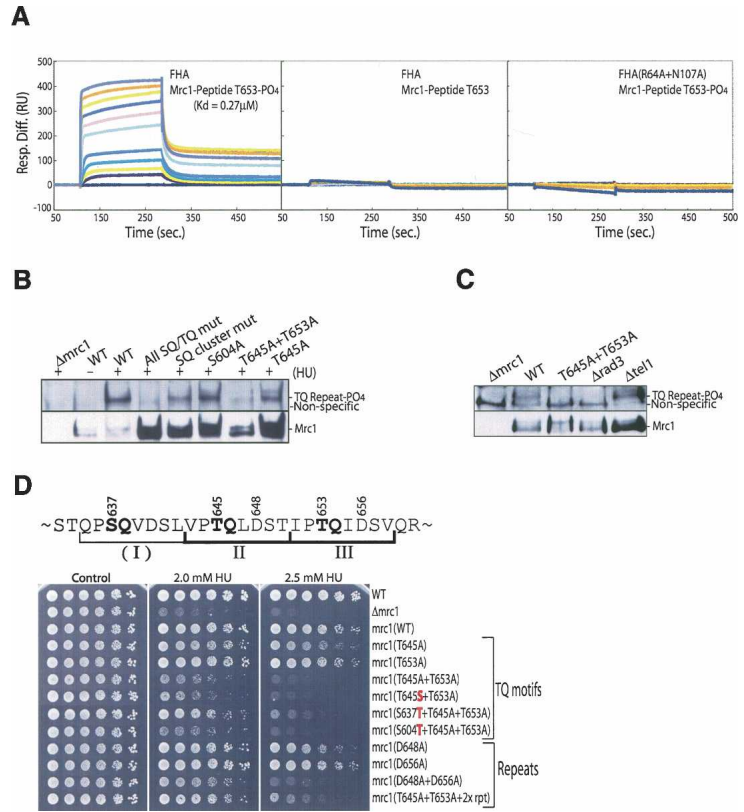 A
Resp. Diff. (RU)
500
400
300
200
100
0
-100
FHA
Mrc1-Peptide T653-PO4
(Kd = 0.27μM)
FHA
Mrc1-Peptide T653
FHA(R64A+N107A)
Mrc1-Peptide T653-PO4
50 150 250 350 450 50 150 250 350 450 50 150 250 350 450 500
Time (sec.) Time (sec.) Time (sec.)
B
Δmrc1 WT WT All SQ/TQ mut SQ cluster mut S604A T645A+T653A T645A
+ − + + + + + + (HU)
TQ Repeat-PO4
Non-specific
Mrc1
C
Δmrc1 WT T645A+T653A Δrad3 Δtel1
TQ Repeat-PO4
Non-specific
Mrc1
D
637 645 648 653 656
~STQPSQVDSLVPTQLDSTIPTQIDSVQR~
(I) II III
Control 2.0 mM HU 2.5 mM HU
WT
Δmrc1
mrc1(WT)
mrc1(T645A)
mrc1(T653A)
mrc1(T645A+T653A)
mrc1(T645S+T653A)
mrc1(S637T+T645A+T653A)
mrc1(S604T+T645A+T653A)
TQ motifs
mrc1(D648A)
mrc1(D656A)
mrc1(D648A+D656A)
mrc1(T645A+T653A+2x rpt)
Repeats